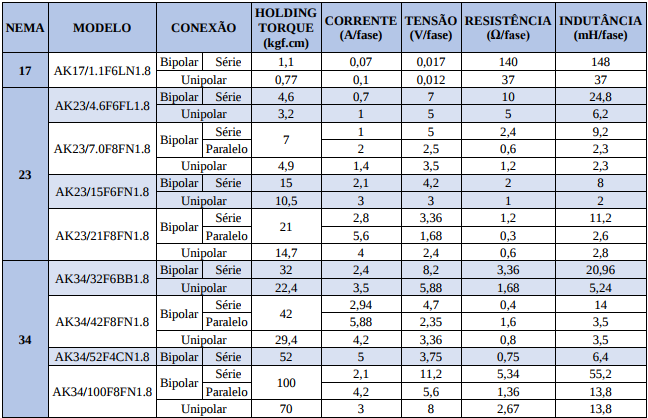 NEMA MODELO CONEXÃO HOLDING TORQUE (kgf.cm) CORRENTE (A/fase) TENSÃO (V/fase) RESISTÊNCIA (Ω/fase) INDUTÂNCIA (mH/fase)
17 AK17/1.1F6LN1.8 Bipolar Série 1,1 0,07 0,017 140 148
Unipolar 0,77 0,1 0,012 37 37
23 AK23/4.6F6FL1.8 Bipolar Série 4,6 0,7 7 10 24,8
Unipolar 3,2 1 5 5 6,2
AK23/7.0F8FN1.8 Bipolar Série 7 1 5 2,4 9,2
Paralelo 2 2,5 0,6 2,3
Unipolar 4,9 1,4 3,5 1,2 2,3
AK23/15F6FN1.8 Bipolar Série 15 2,1 4,2 2 8
Unipolar 10,5 3 3 1 2
AK23/21F8FN1.8 Bipolar Série 21 2,8 3,36 1,2 11,2
Paralelo 5,6 1,68 0,3 2,6
Unipolar 14,7 4 2,4 0,6 2,8
34 AK34/32F6BB1.8 Bipolar Série 32 2,4 8,2 3,36 20,96
Unipolar 22,4 3,5 5,88 1,68 5,24
AK34/42F8FN1.8 Bipolar Série 42 2,94 4,7 0,4 14
Paralelo 5,88 2,35 1,6 3,5
Unipolar 29,4 4,2 3,36 0,8 3,5
AK34/52F4CN1.8 Bipolar Série 52 5 3,75 0,75 6,4
AK34/100F8FN1.8 Bipolar Série 100 2,1 11,2 5,34 55,2
Paralelo 4,2 5,6 1,36 13,8
Unipolar 70 3 8 2,67 13,8